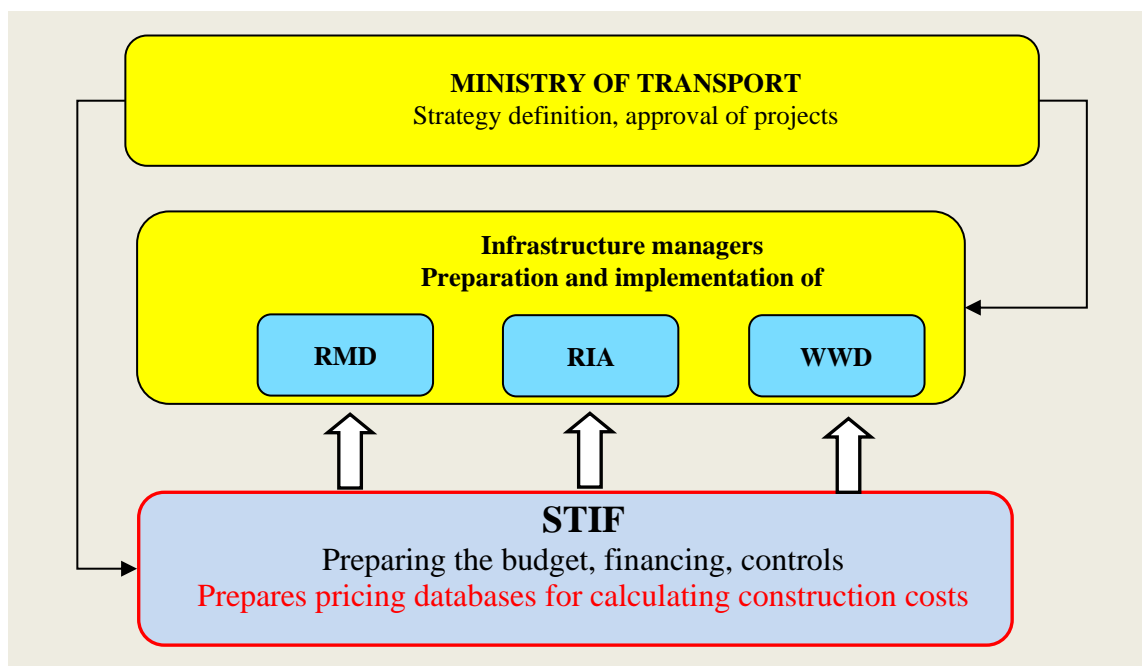 MINISTRY OF TRANSPORT
Strategy definition, approval of projects
Infrastructure managers
Preparation and implementation of
RMD
RIA
WWD
STIF
Preparing the budget, financing, controls
Prepares pricing databases for calculating construction costs